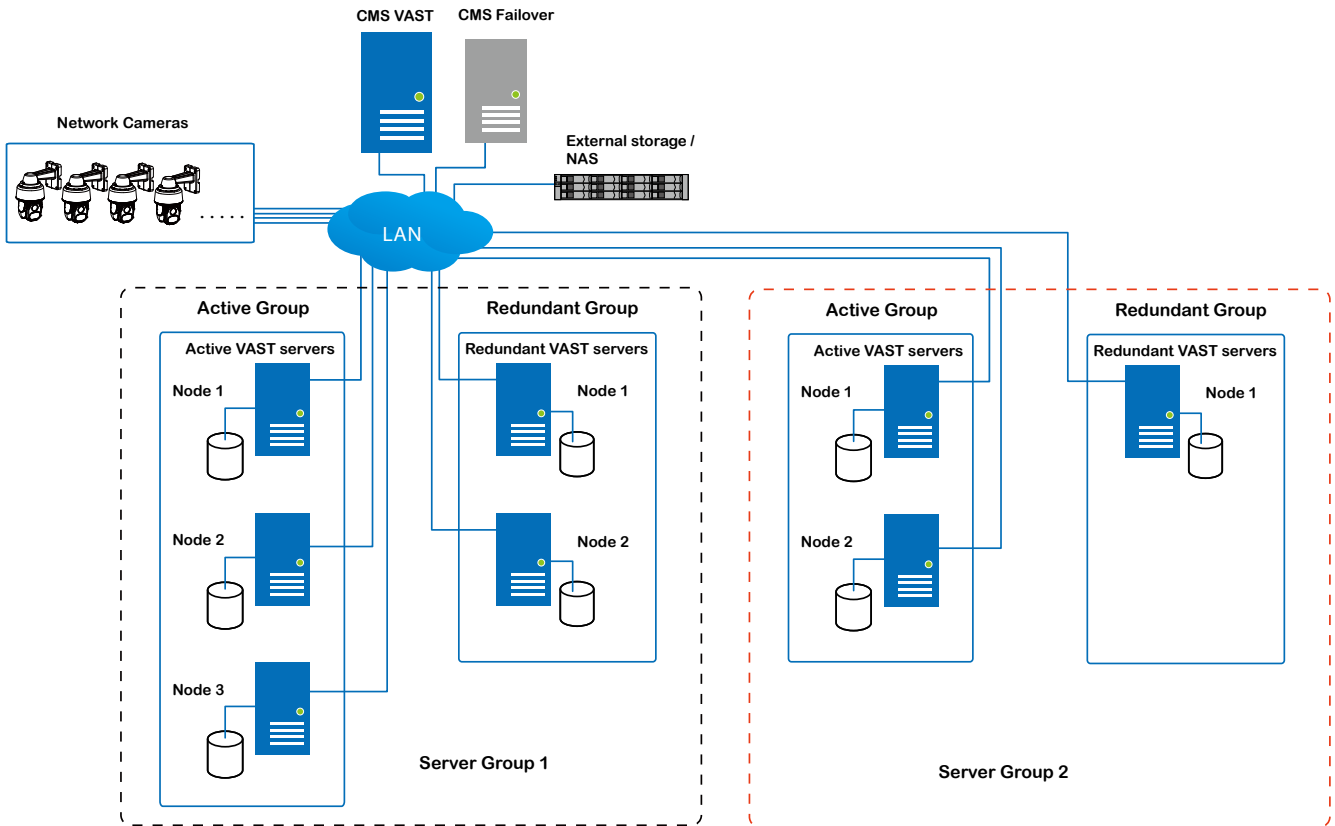 CMS VAST
CMS Failover
Network Cameras
External storage /
NAS
. . . . .
LAN
Active Group
Redundant Group
Active VAST servers
Redundant VAST servers
Node 1
Node 1
Node 2
Node 2
Node 3
Server Group 1
Active Group
Redundant Group
Active VAST servers
Redundant VAST servers
Node 1
Node 1
Node 2
Server Group 2